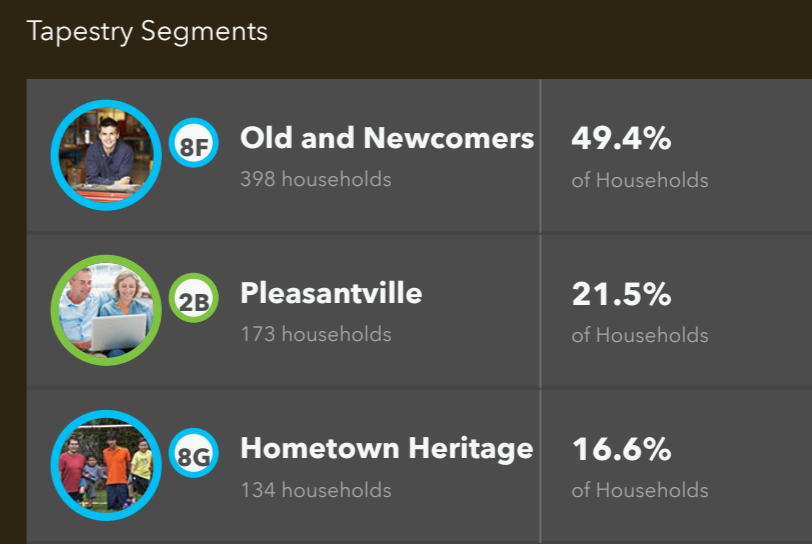 Tapestry Segments
8F
Old and Newcomers
398 households
49.4%
of Households
2B
Pleasantville
173 households
21.5%
of Households
8G
Hometown Heritage
134 households
16.6%
of Households